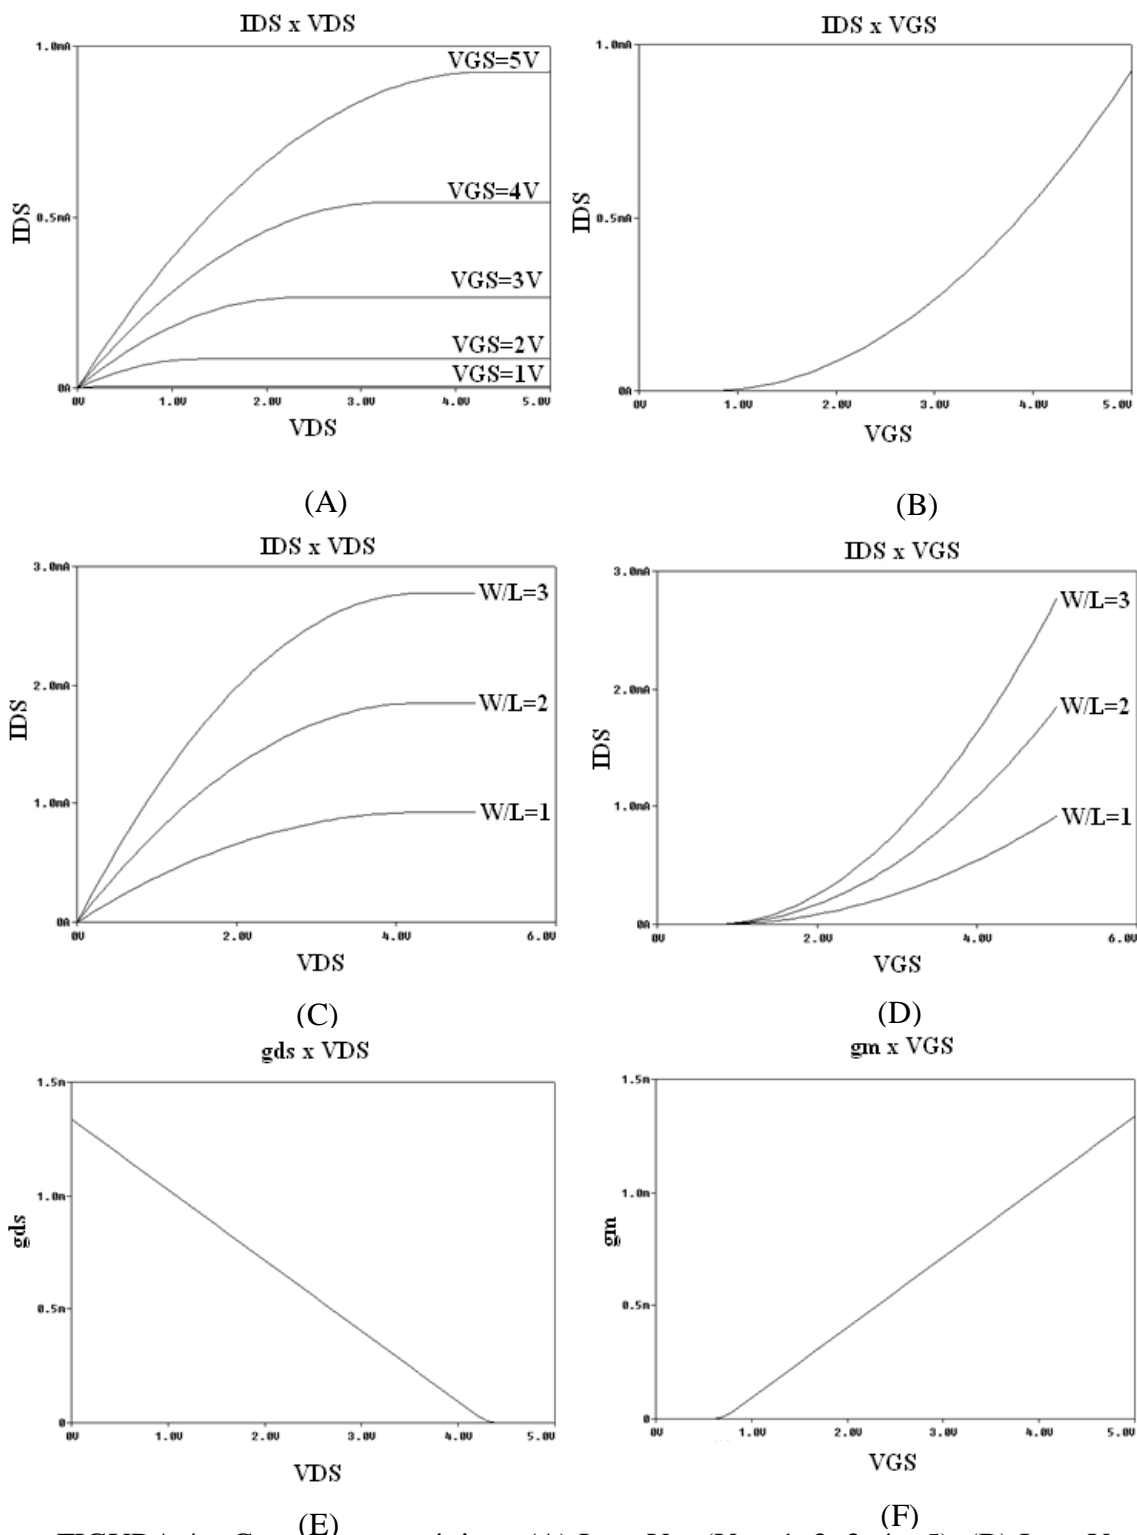 IDS x VDS
1.0mA
0.5mA
0A
IDS
VGS=5V
VGS=4V
VGS=3V
VGS=2V
VGS=1V
0V 1.0V 2.0V 3.0V 4.0V 5.0V
VDS
(A)
IDS x VGS
1.0mA
0.5mA
0A
IDS
0V 1.0V 2.0V 3.0V 4.0V 5.0V
VGS
(B)
IDS x VDS
3.0mA
2.0mA
1.0mA
0A
IDS
W/L=3
W/L=2
W/L=1
0V 2.0V 4.0V 6.0V
VDS
(C)
IDS x VGS
3.0mA
2.0mA
1.0mA
0A
IDS
W/L=3
W/L=2
W/L=1
0V 2.0V 4.0V 6.0V
VGS
(D)
gds x VDS
1.5m
1.0m
0.5m
0
gds
0V 1.0V 2.0V 3.0V 4.0V 5.0V
VDS
(E)
gm x VGS
1.5m
1.0m
0.5m
0
gm
0V 1.0V 2.0V 3.0V 4.0V 5.0V
VGS
(F)